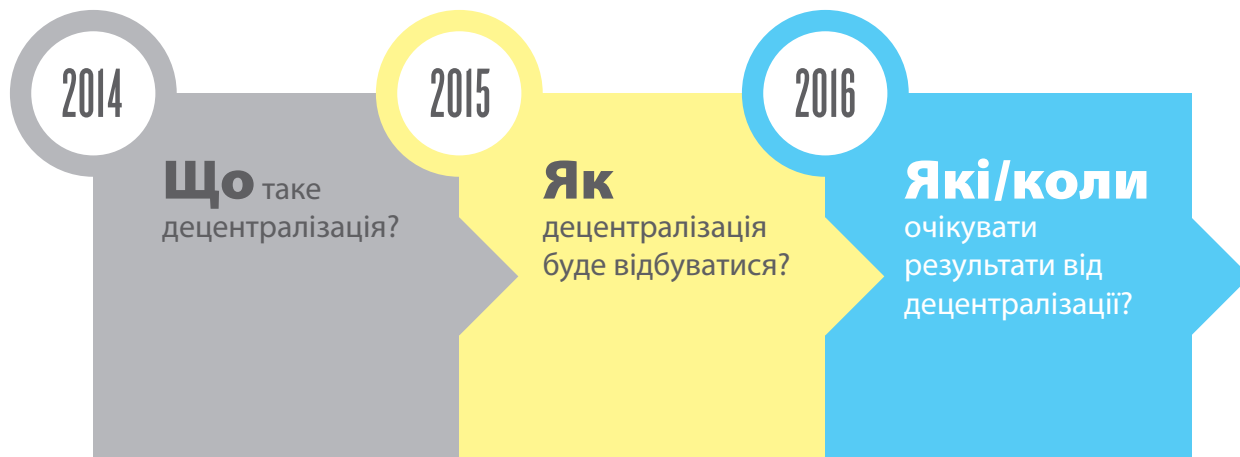 2014
Що таке
децентралізація?
2015
Як
децентралізація
буде відбуватися?
2016
Які/коли
очікувати
результати від
децентралізації?